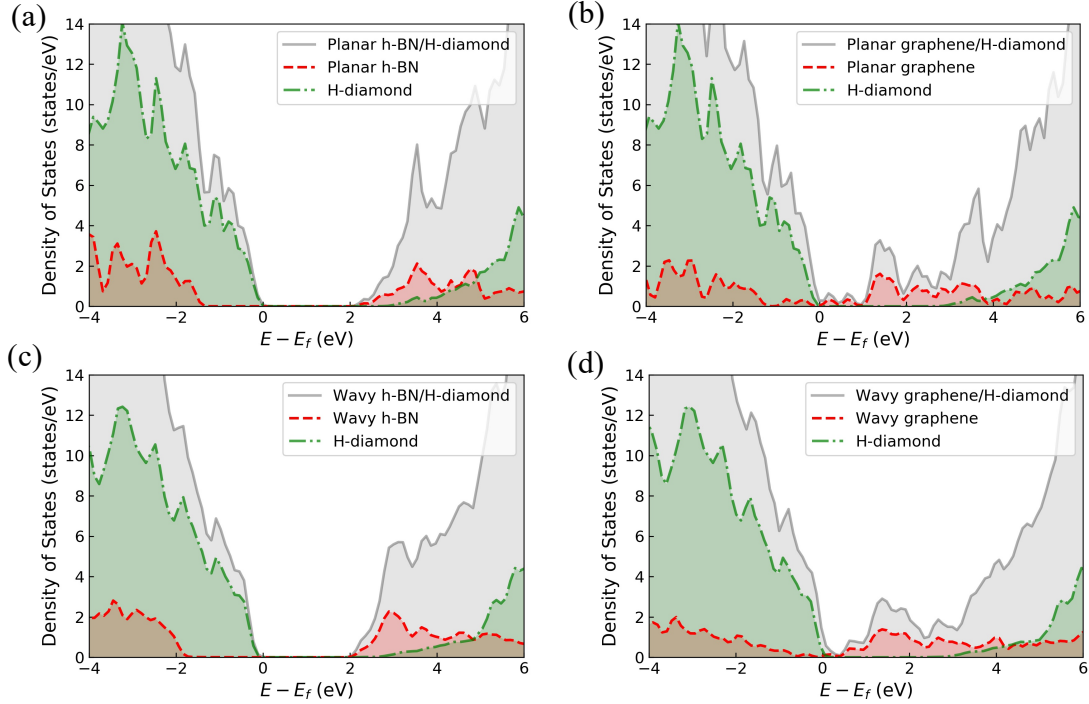 (a)
14
12
10
8
6
4
2
0
Density of States (states/eV)
Planar h-BN/H-diamond
Planar h-BN
H-diamond
−4
−2
0
2
4
6
E − E_f (eV)
(b)
14
12
10
8
6
4
2
0
Density of States (states/eV)
Planar graphene/H-diamond
Planar graphene
H-diamond
−4
−2
0
2
4
6
E − E_f (eV)
(c)
14
12
10
8
6
4
2
0
Density of States (states/eV)
Wavy h-BN/H-diamond
Wavy h-BN
H-diamond
−4
−2
0
2
4
6
E − E_f (eV)
(d)
14
12
10
8
6
4
2
0
Density of States (states/eV)
Wavy graphene/H-diamond
Wavy graphene
H-diamond
−4
−2
0
2
4
6
E − E_f (eV)